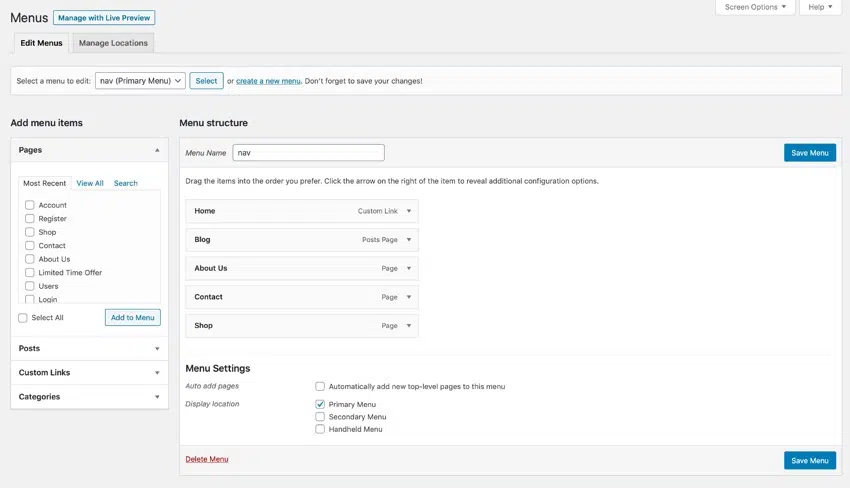 Screen Options ▼ Help ▼
Menus Manage with Live Preview
Edit Menus Manage Locations
Select a menu to edit: nav (Primary Menu) Select or create a new menu. Don't forget to save your changes!
Add menu items
Pages
Most Recent View All Search
Account
Register
Shop
Contact
About Us
Limited Time Offer
Users
Login
Select All Add to Menu
Posts
Custom Links
Categories
Menu structure
Menu Name nav Save Menu
Drag the items into the order you prefer. Click the arrow on the right of the item to reveal additional configuration options.
Home Custom Link
Blog Posts Page
About Us Page
Contact Page
Shop Page
Menu Settings
Auto add pages Automatically add new top-level pages to this menu
Display location Primary Menu
Secondary Menu
Handheld Menu
Delete Menu Save Menu